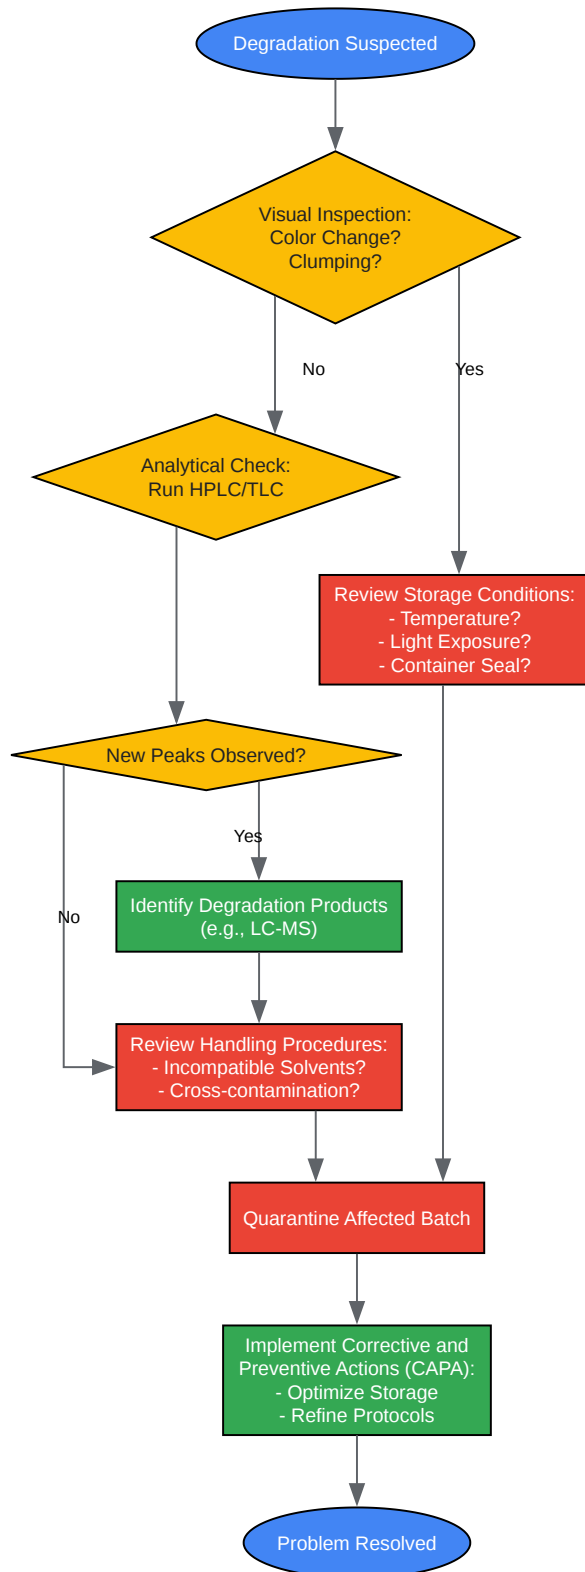 Degradation Suspected
Visual Inspection:
Color Change?
Clumping?
No
Yes
Analytical Check:
Run HPLC/TLC
Review Storage Conditions:
- Temperature?
- Light Exposure?
- Container Seal?
New Peaks Observed?
Yes
Identify Degradation Products
(e.g., LC-MS)
No
Review Handling Procedures:
- Incompatible Solvents?
- Cross-contamination?
Quarantine Affected Batch
Implement Corrective and
Preventive Actions (CAPA):
- Optimize Storage
- Refine Protocols
Problem Resolved